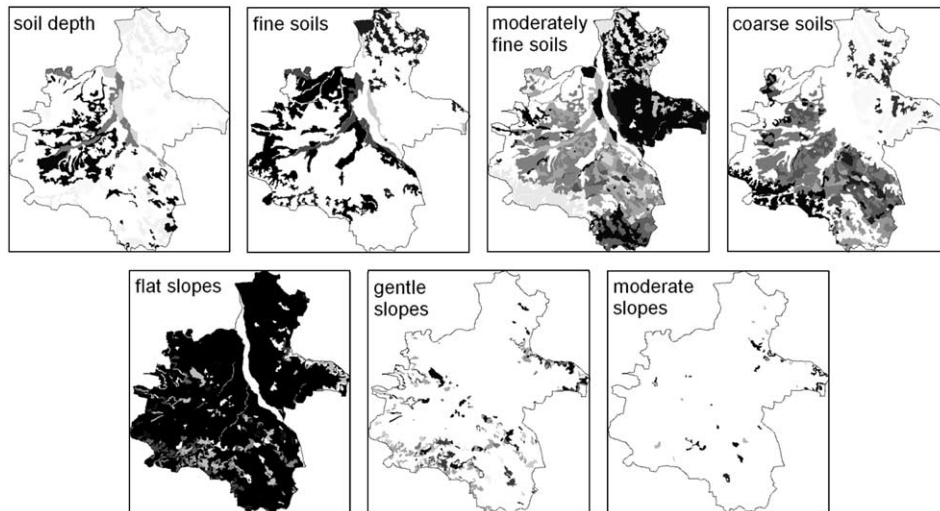 soil depth
fine soils
moderately
fine soils
coarse soils
flat slopes
gentle
slopes
moderate
slopes